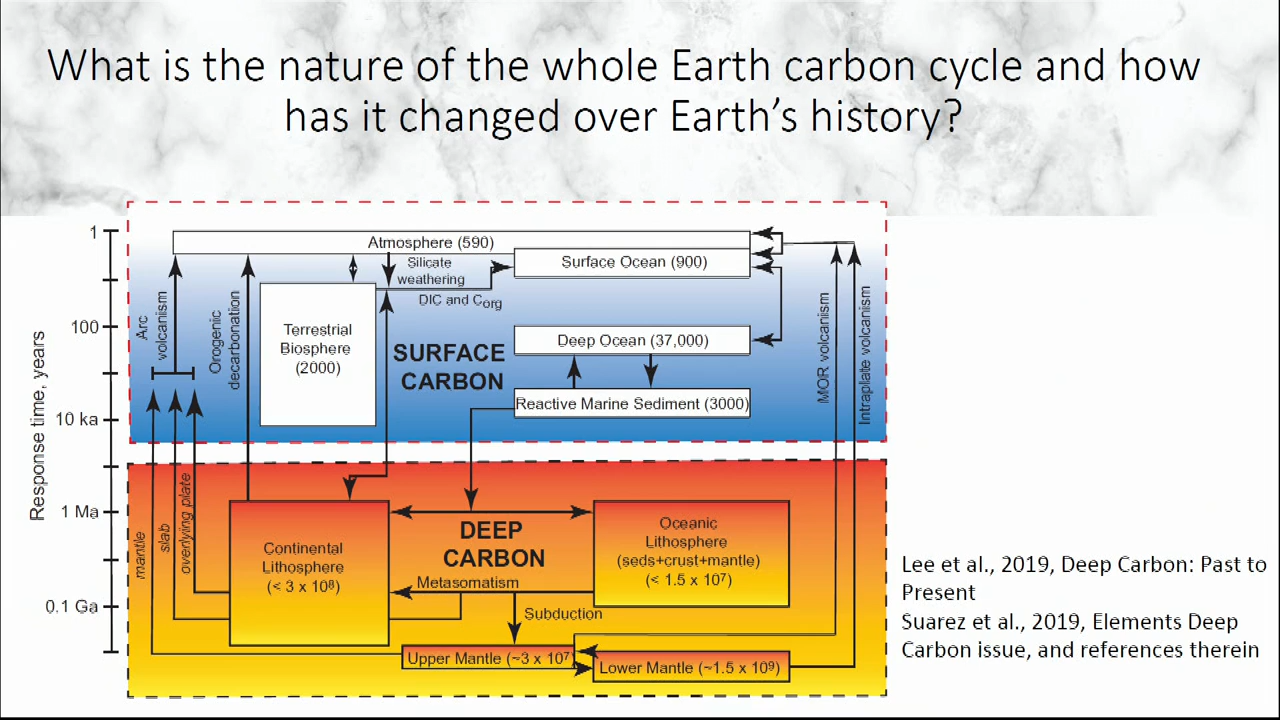 What is the nature of the whole Earth carbon cycle and how
has it changed over Earth's history?
Response time, years
1
100
10 ka
1 Ma
0.1 Ga
Atmosphere (590)
Silicate
weathering
Surface Ocean (900)
DIC and Corg
Arc
volcaniism
Orogenic
decarbonation
Terrestrial
Biosphere
(2000)
SURFACE
CARBON
Deep Ocean (37,000)
Reactive Marine Sediment (3000)
MOR volcaniism
Intraplate volcaniism
mantle
slab
overlying plate
Continental
Lithosphere
(< 3 x 10⁸)
DEEP
CARBON
Oceanic
Lithosphere
(seds+crust+mantle)
(< 1.5 x 10⁷)
Metasomatism
Subduction
Upper Mantle (~3 x 10⁷)
Lower Mantle (~1.5 x 10⁹)
Lee et al., 2019, Deep Carbon: Past to
Present
Suarez et al., 2019, Elements Deep
Carbon issue, and references therein